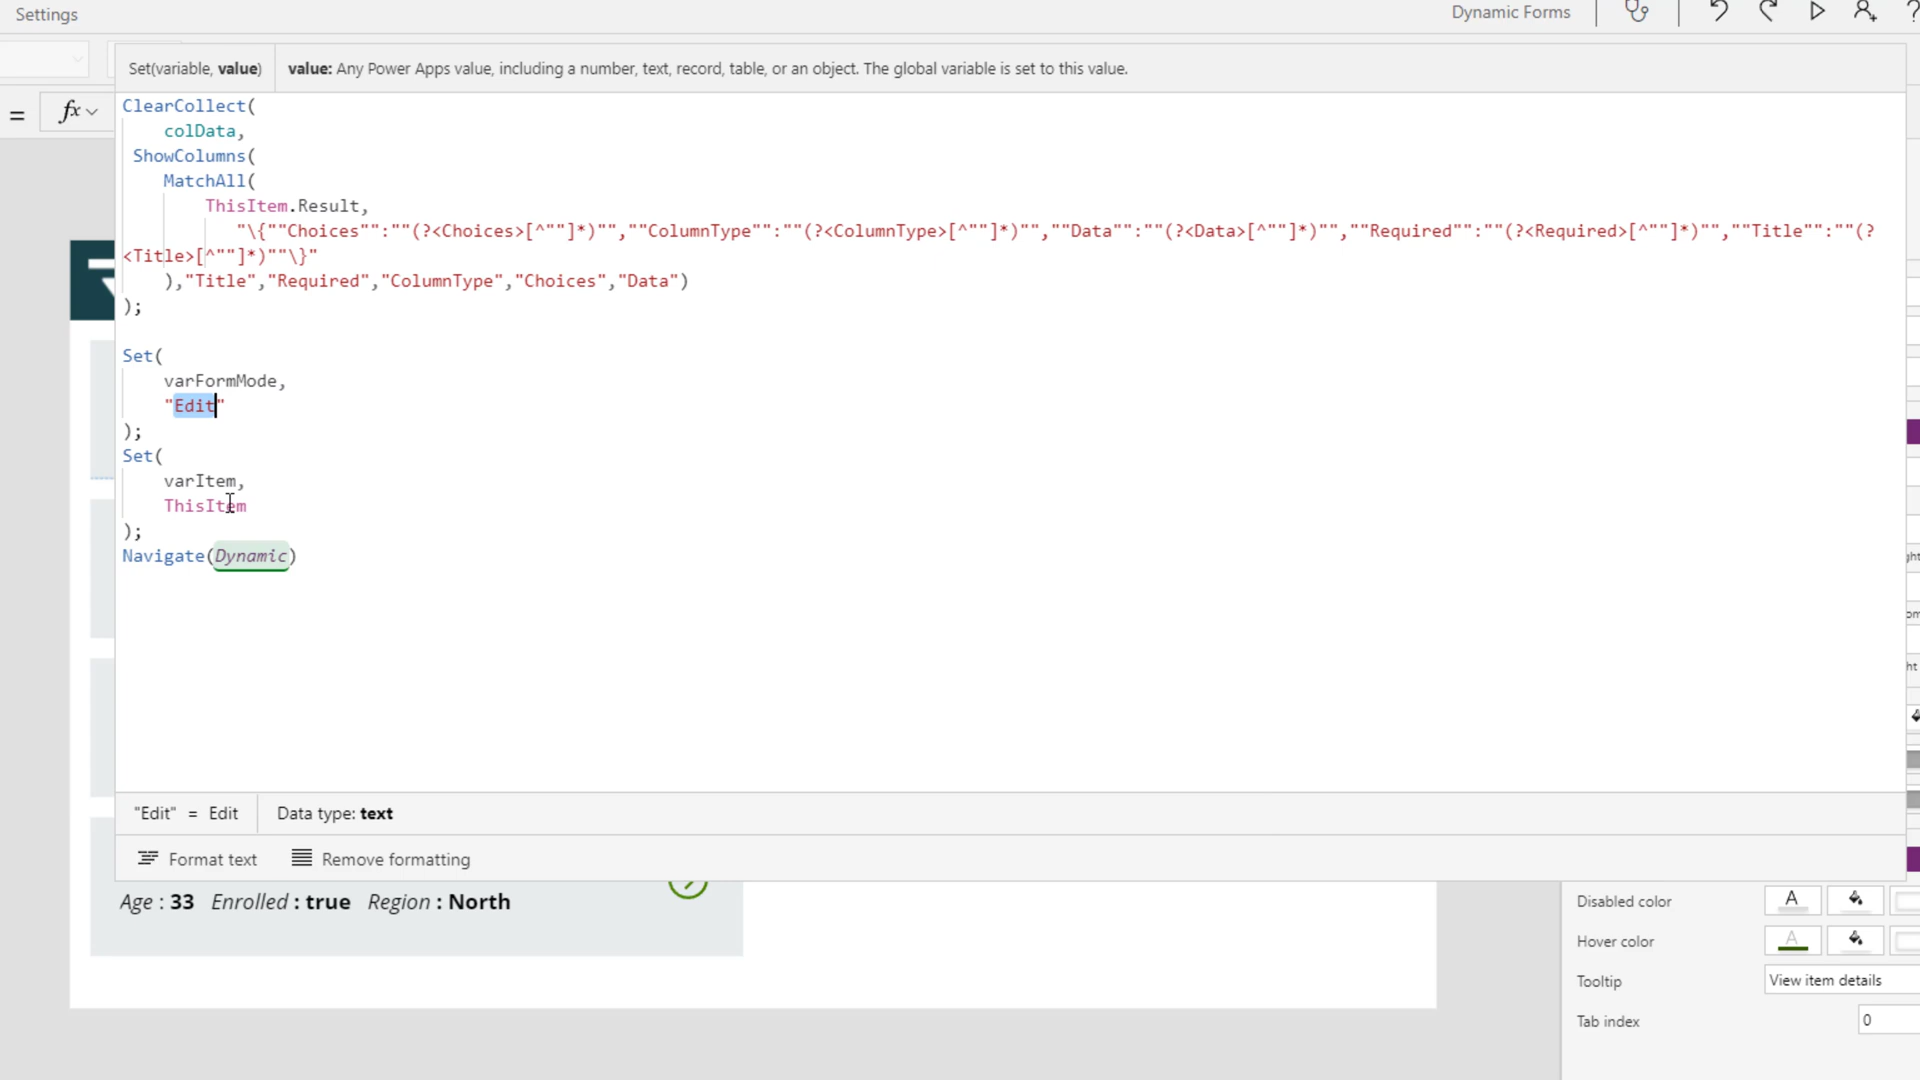 Settings
Dynamic Forms
Set(variable, value)
value: Any Power Apps value, including a number, text, record, table, or an object. The global variable is set to this value.
= fx
ClearCollect(
colData,
ShowColumns(
MatchAll(
ThisItem.Result,
"\{""Choices"":""(?<Choices>[^""]*)"",""ColumnType"":""(?<ColumnType>[^""]*)"",""Data"":""(?<Data>[^""]*)"",""Required"":""(?<Required>[^""]*)"",""Title"":""(?
<Title>[^""]*)""\}"
),"Title","Required","ColumnType","Choices","Data")
);
Set(
varFormMode,
"Edit"
);
Set(
varItem,
ThisItem
);
Navigate(Dynamic)
"Edit" = Edit
Data type: text
Format text
Remove formatting
Age : 33 Enrolled : true Region : North
Disabled color
A
Hover color
A
Tooltip
View item details
Tab index
0